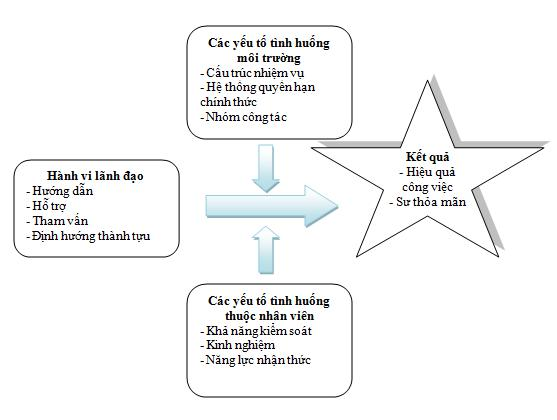 Các yếu tố tình huống
môi trường
- Cấu trúc nhiệm vụ
- Hệ thống quyền hạn
chính thức
- Nhóm công tác
Hành vi lãnh đạo
- Hướng dẫn
- Hỗ trợ
- Tham vấn
- Định hướng thành tựu
Kết quả
- Hiệu quả
công việc
- Sư thỏa mãn
Các yếu tố tình huống
thuộc nhân viên
- Khả năng kiểm soát
- Kinh nghiệm
- Năng lực nhận thức